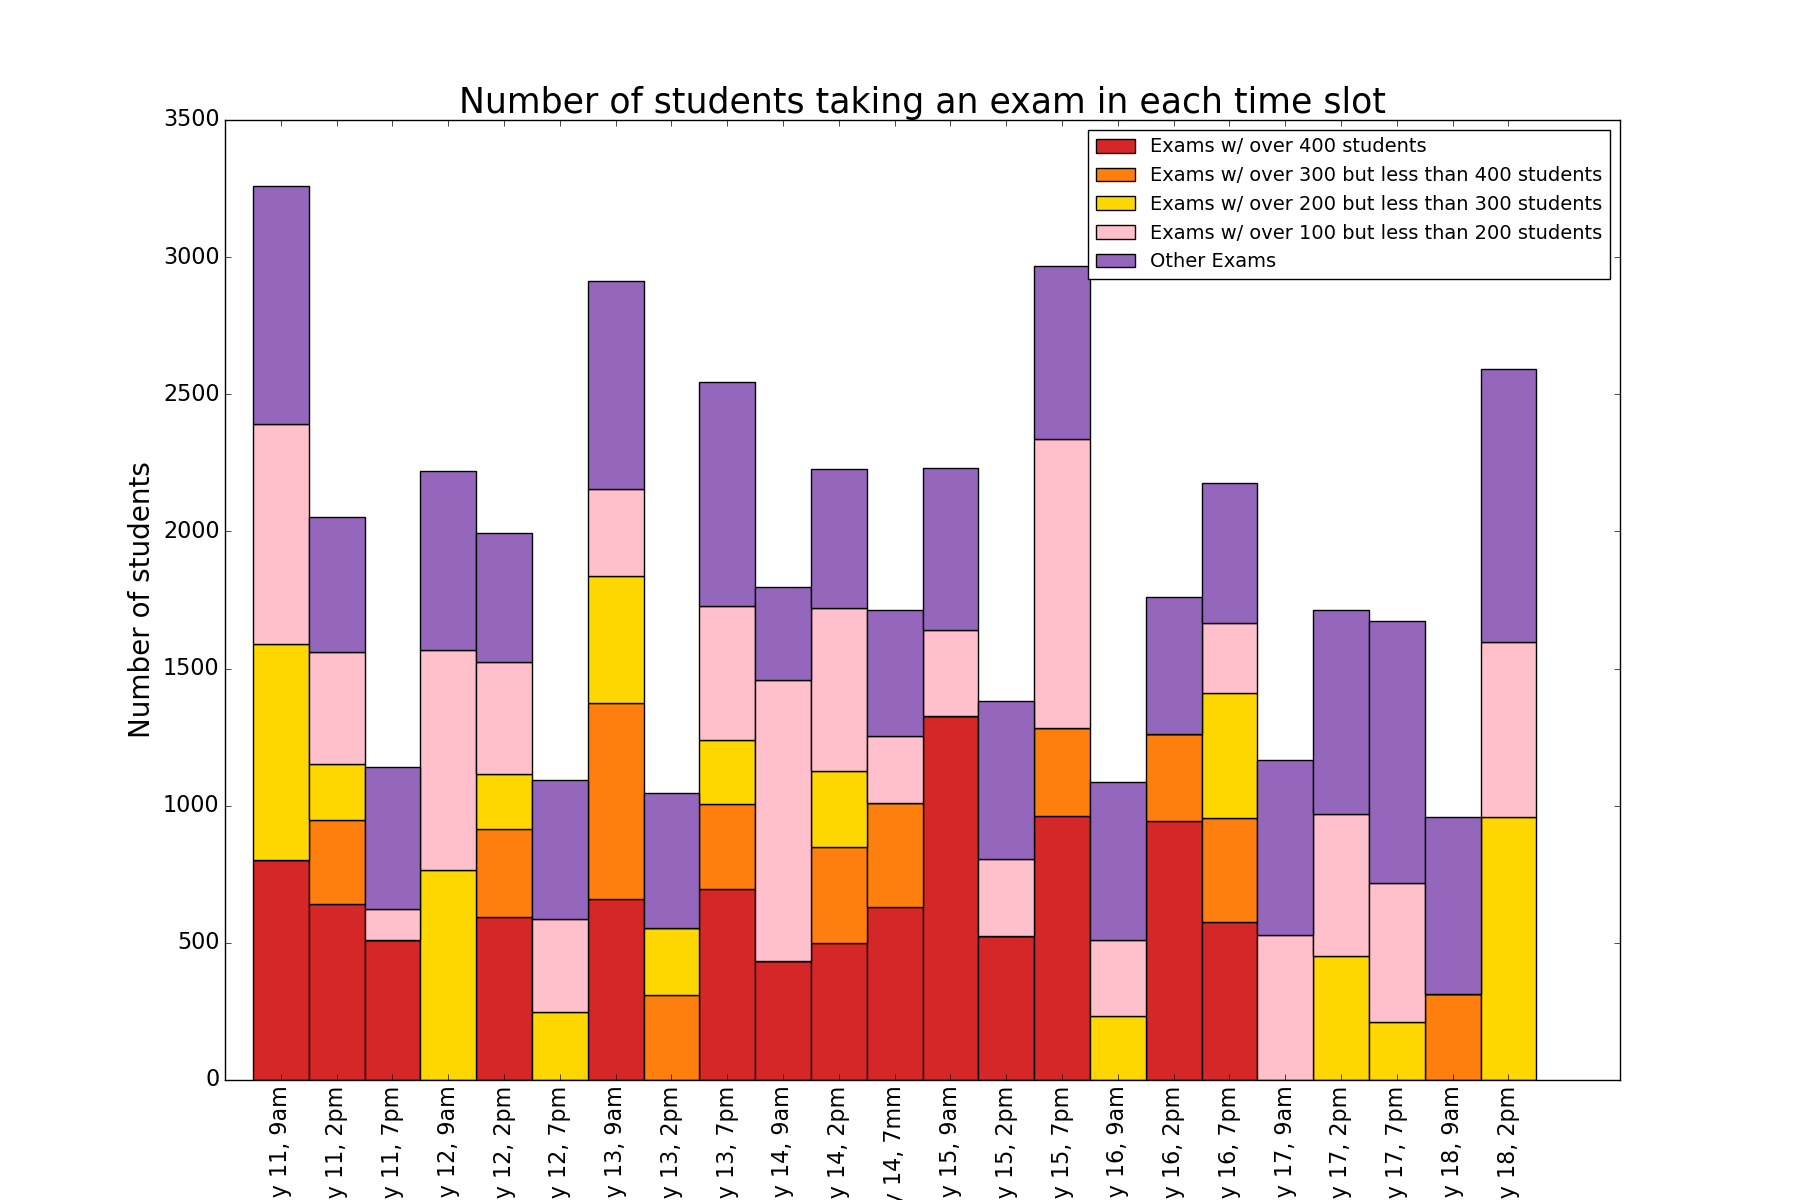 Number of students taking an exam in each time slot
3500
3000
2500
2000
1500
1000
500
0
Number of students
Exams w/ over 400 students
Exams w/ over 300 but less than 400 students
Exams w/ over 200 but less than 300 students
Exams w/ over 100 but less than 200 students
Other Exams
y 11, 9am
y 11, 2pm
y 11, 7pm
y 12, 9am
y 12, 2pm
y 12, 7pm
y 13, 9am
y 13, 2pm
y 13, 7pm
y 14, 9am
y 14, 2pm
y 14, 7mm
y 15, 9am
y 15, 2pm
y 15, 7pm
y 16, 9am
y 16, 2pm
y 16, 7pm
y 17, 9am
y 17, 2pm
y 17, 7pm
y 18, 9am
y 18, 2pm